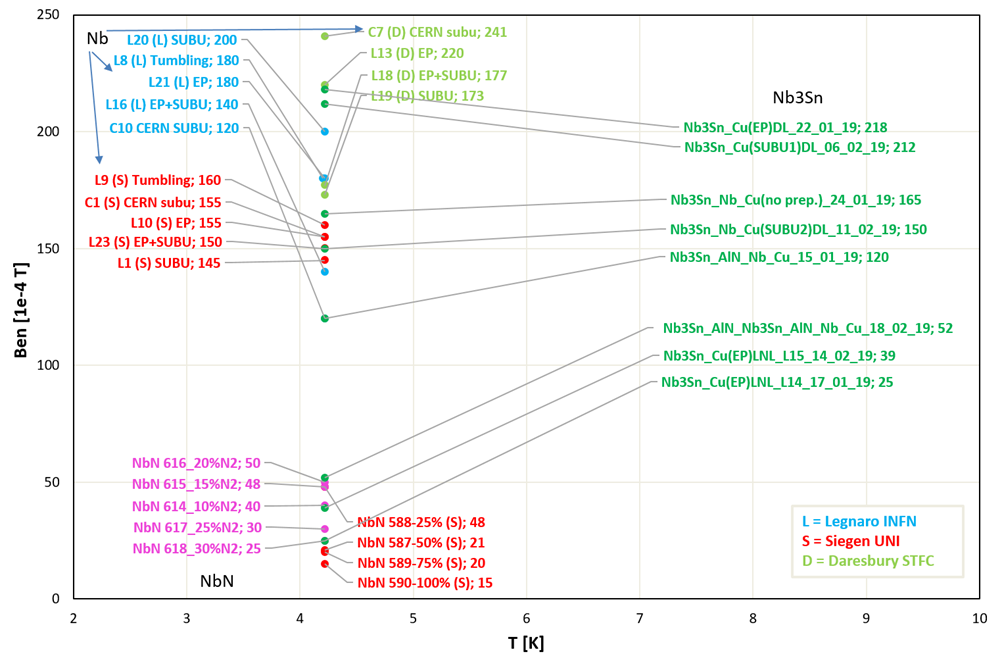 250
200
150
100
50
0
Ben [1e-4 T]
Nb
L20 (L) SUBU; 200
L8 (L) Tumbling; 180
L21 (L) EP; 180
L16 (L) EP+SUBU; 140
C10 CERN SUBU; 120
L9 (S) Tumbling; 160
C1 (S) CERN subu; 155
L10 (S) EP; 155
L23 (S) EP+SUBU; 150
L1 (S) SUBU; 145
C7 (D) CERN subu; 241
L13 (D) EP; 220
L18 (D) EP+SUBU; 177
L19 (D) SUBU; 173
Nb3Sn
Nb3Sn_Cu(EP)DL_22_01_19; 218
Nb3Sn_Cu(SUBU1)DL_06_02_19; 212
Nb3Sn_Nb_Cu(no prep.)_24_01_19; 165
Nb3Sn_Nb_Cu(SUBU2)DL_11_02_19; 150
Nb3Sn_AlN_Nb_Cu_15_01_19; 120
Nb3Sn_AlN_Nb3Sn_AlN_Nb_Cu_18_02_19; 52
Nb3Sn_Cu(EP)LNL_L15_14_02_19; 39
Nb3Sn_Cu(EP)LNL_L14_17_01_19; 25
NbN 616_20%N2; 50
NbN 615_15%N2; 48
NbN 614_10%N2; 40
NbN 617_25%N2; 30
NbN 618_30%N2; 25
NbN
NbN 588-25% (S); 48
NbN 587-50% (S); 21
NbN 589-75% (S); 20
NbN 590-100% (S); 15
L = Legnaro INFN
S = Siegen UNI
D = Daresbury STFC
2 3 4 5 6 7 8 9 10
T [K]